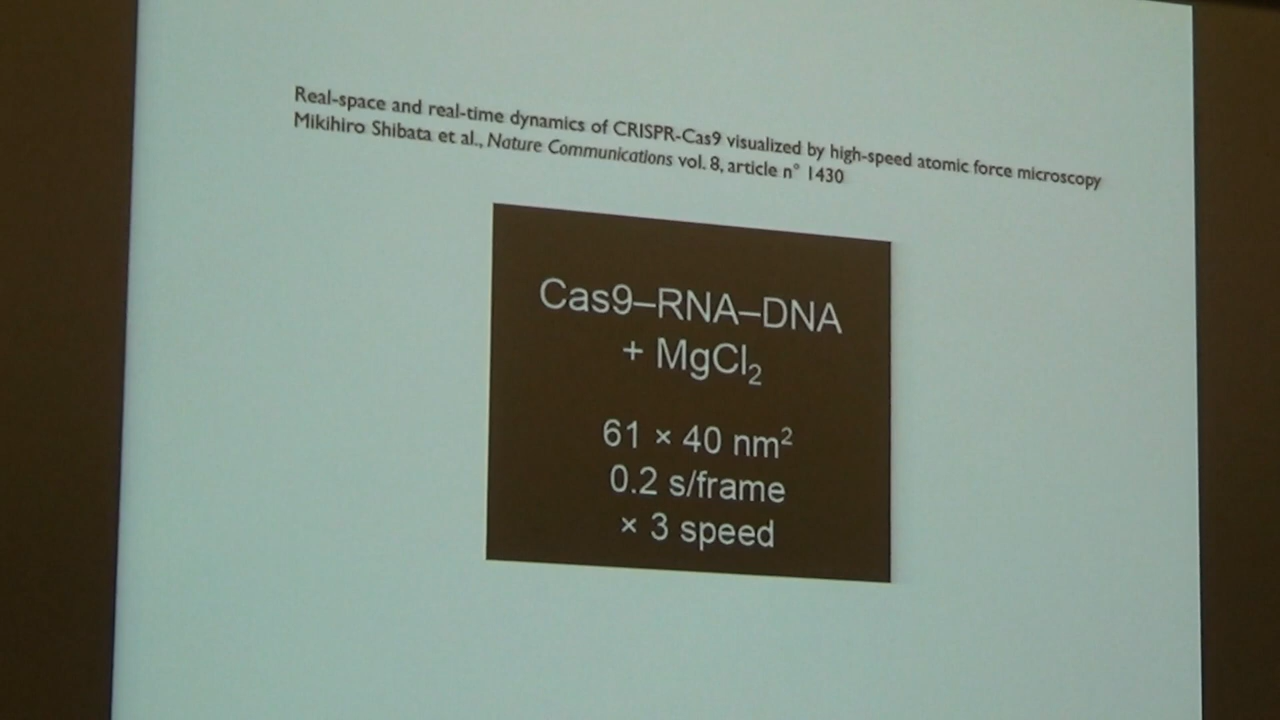 Real-space and real-time dynamics of CRISPR-Cas9 visualized by high-speed atomic force microscopy
Mikihiro Shibata et al., Nature Communications vol. 8, article n° 1430
Cas9–RNA–DNA
+ MgCl₂
61 × 40 nm²
0.2 s/frame
× 3 speed